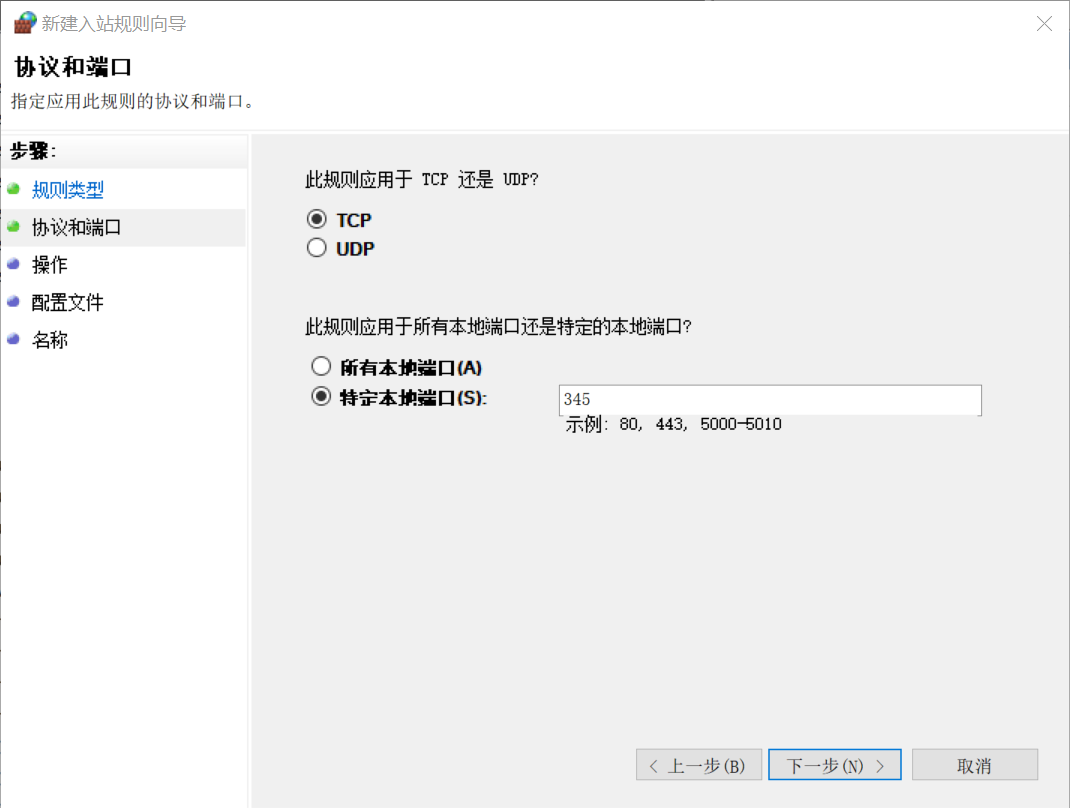 新建入站规则向导
协议和端口
指定应用此规则的协议和端口。
步骤:
规则类型
协议和端口
操作
配置文件
名称
此规则应用于 TCP 还是 UDP?
TCP
UDP
此规则应用于所有本地端口还是特定的本地端口?
所有本地端口(A)
特定本地端口(S):
345
示例: 80, 443, 5000-5010
< 上一步(B)
下一步(N) >
取消